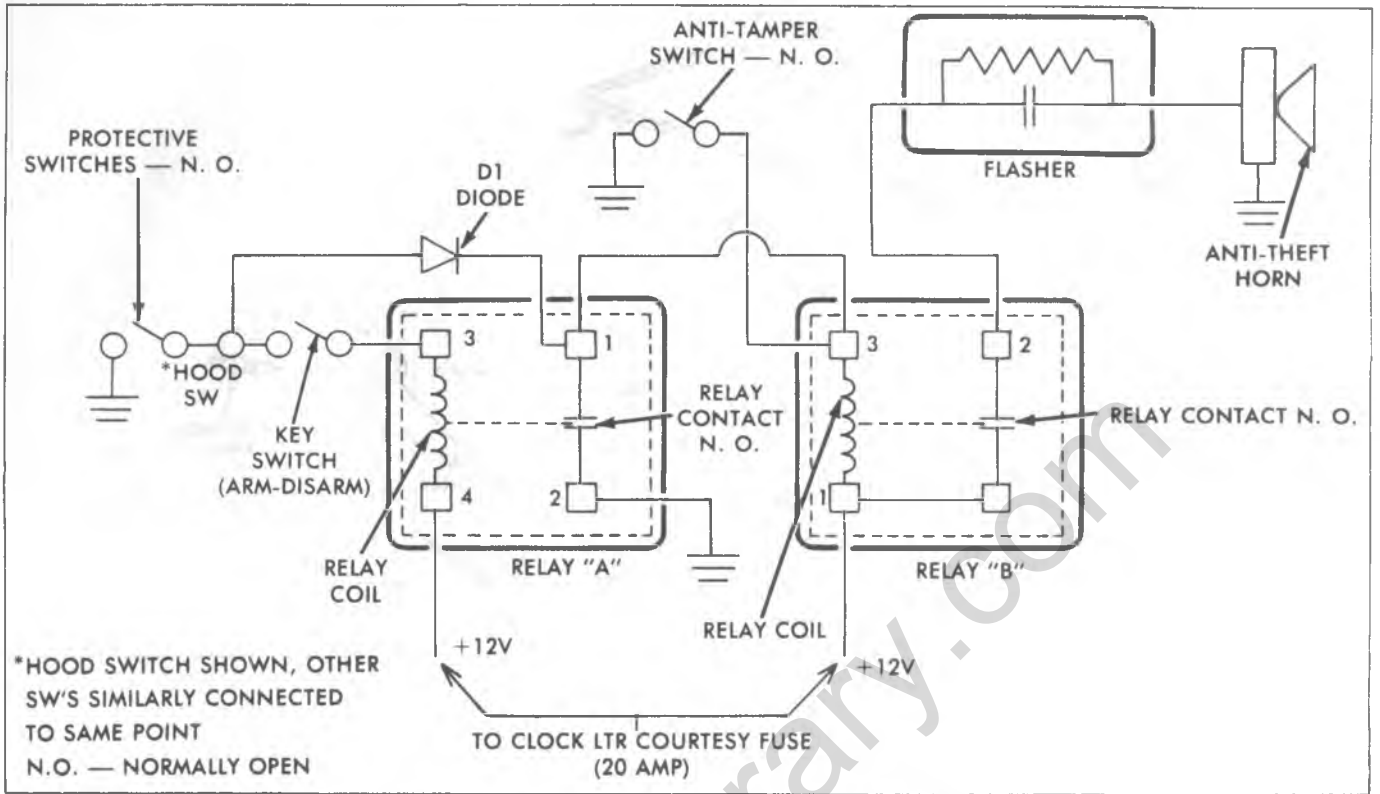 ANTI-TAMPER
SWITCH — N. O.
PROTECTIVE
SWITCHES — N. O.
D1
DIODE
FLASHER
ANTI-THEFT
HORN
*HOOD
SW
KEY
SWITCH
(ARM-DISARM)
3
1
4
2
RELAY
CONTACT
N. O.
RELAY
COIL
RELAY "A"
3
2
1
RELAY CONTACT N. O.
RELAY "B"
RELAY COIL
+12V
+12V
TO CLOCK LTR COURTESY FUSE
(20 AMP)
*HOOD SWITCH SHOWN, OTHER
SW'S SIMILARLY CONNECTED
TO SAME POINT
N.O. — NORMALLY OPEN
rary.com